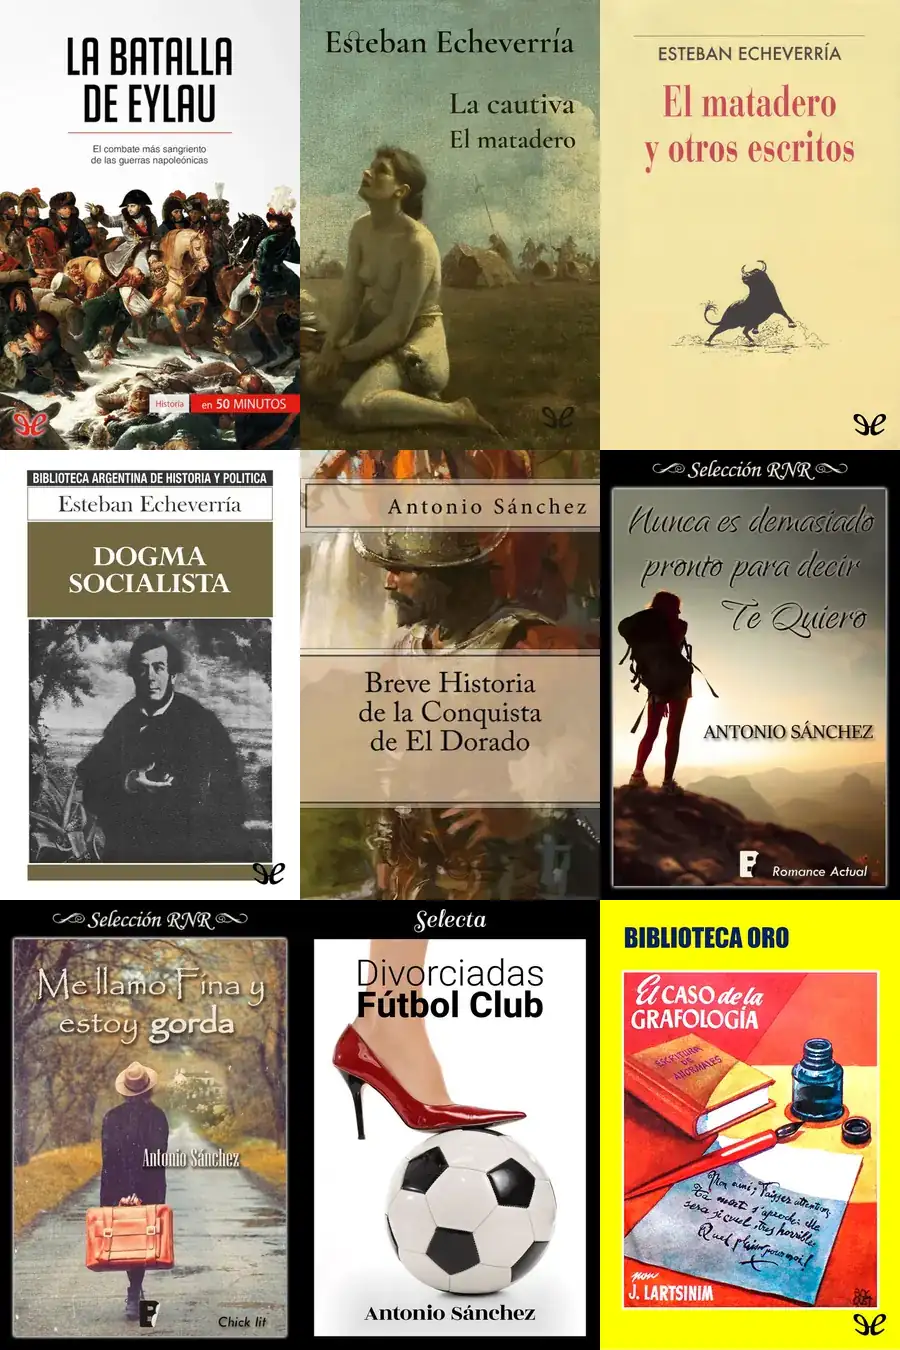 LA BATALLA
DE EYLAU
El combate más sangriento
de las guerras napoleónicas
Historia
en 50 MINUTOS
Esteban Echeverría
La cautiva
El matadero
ESTEBAN ECHEVERRÍA
El matadero
y otros escritos
BIBLIOTECA ARGENTINA DE HISTORIA Y POLITICA
Esteban Echeverría
DOGMA
SOCIALISTA
Antonio Sánchez
Breve Historia
de la Conquista
de El Dorado
Selección RNR
Nunca es demasiado
pronto para decir
Te Quiero
ANTONIO SÁNCHEZ
B
Romance Actual
Selección RNR
Me llamo Fina y
estoy gorda
Antonio Sánchez
B
Chick lit
Selecta
Divorciadas
Fútbol Club
Antonio Sánchez
BIBLIOTECA ORO
El CASO de la
GRAFOLOGÍA
ESCRITURA
DE
ANORMALES
por
J. LARTSINIM